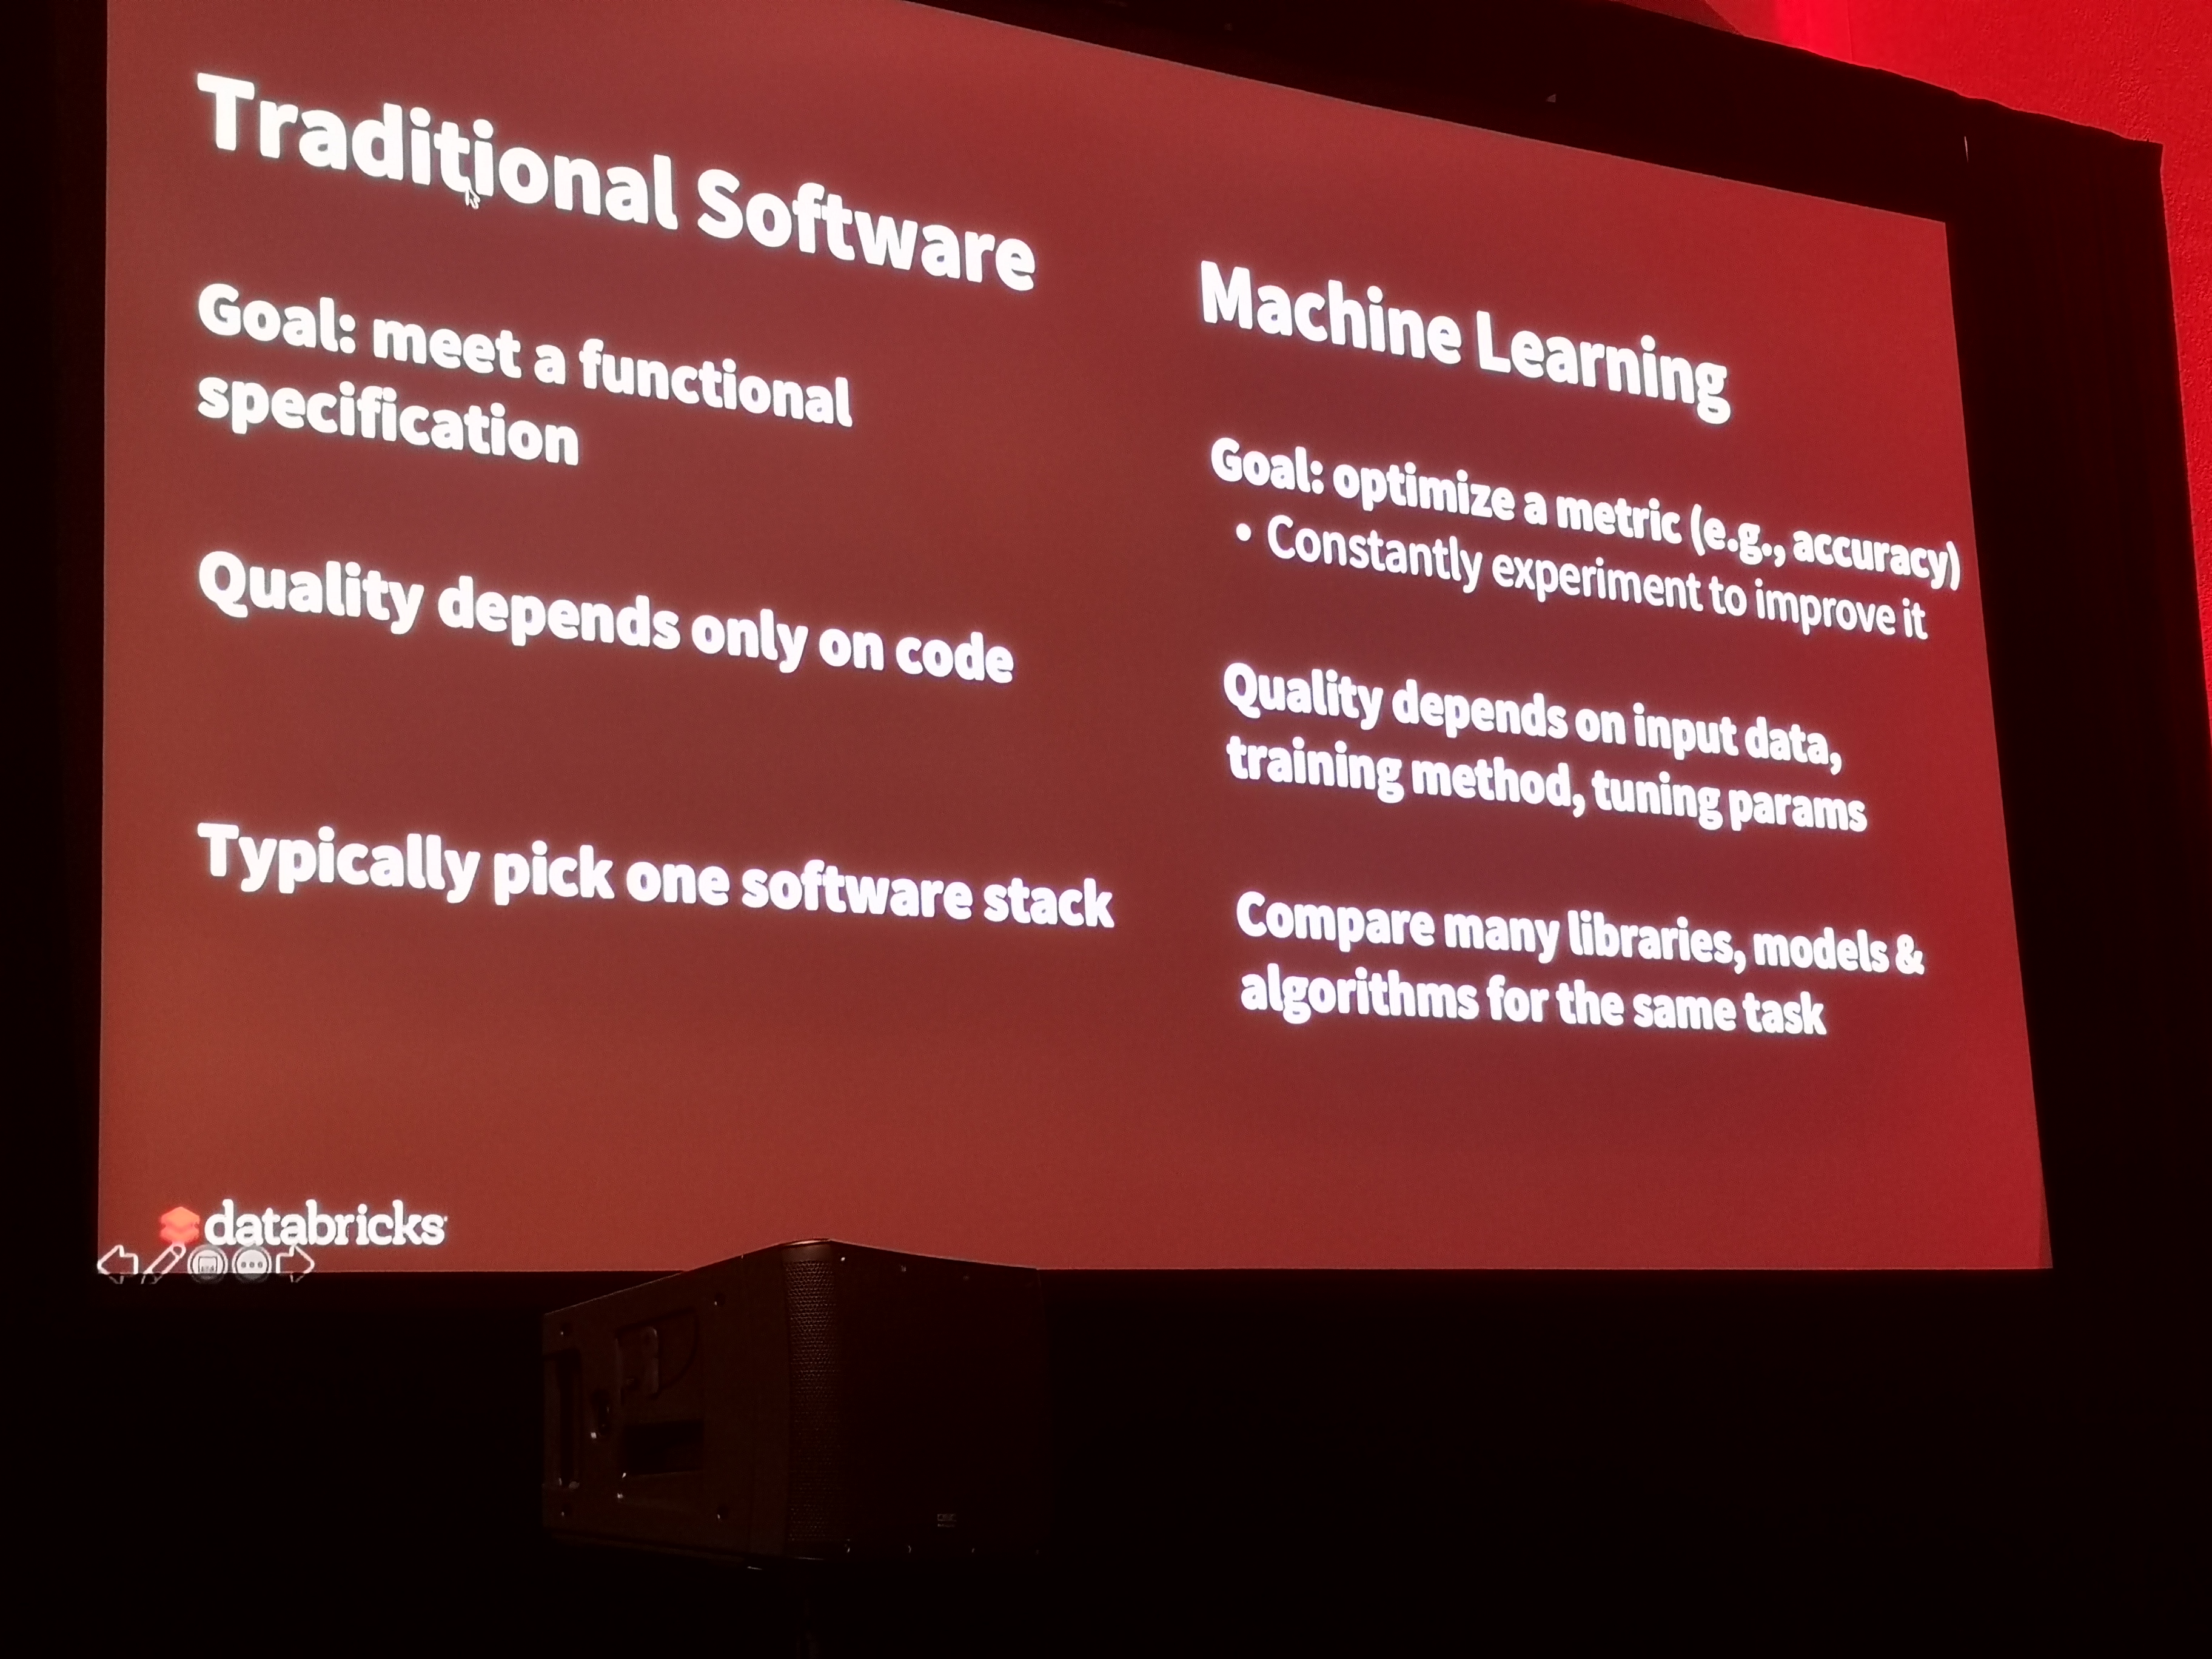 Traditional Software
Goal: meet a functional
specification
Quality depends only on code
Typically pick one software stack
Machine Learning
Goal: optimize a metric (e.g., accuracy)
• Constantly experiment to improve it
Quality depends on input data,
training method, tuning params
Compare many libraries, models &
algorithms for the same task
databricks